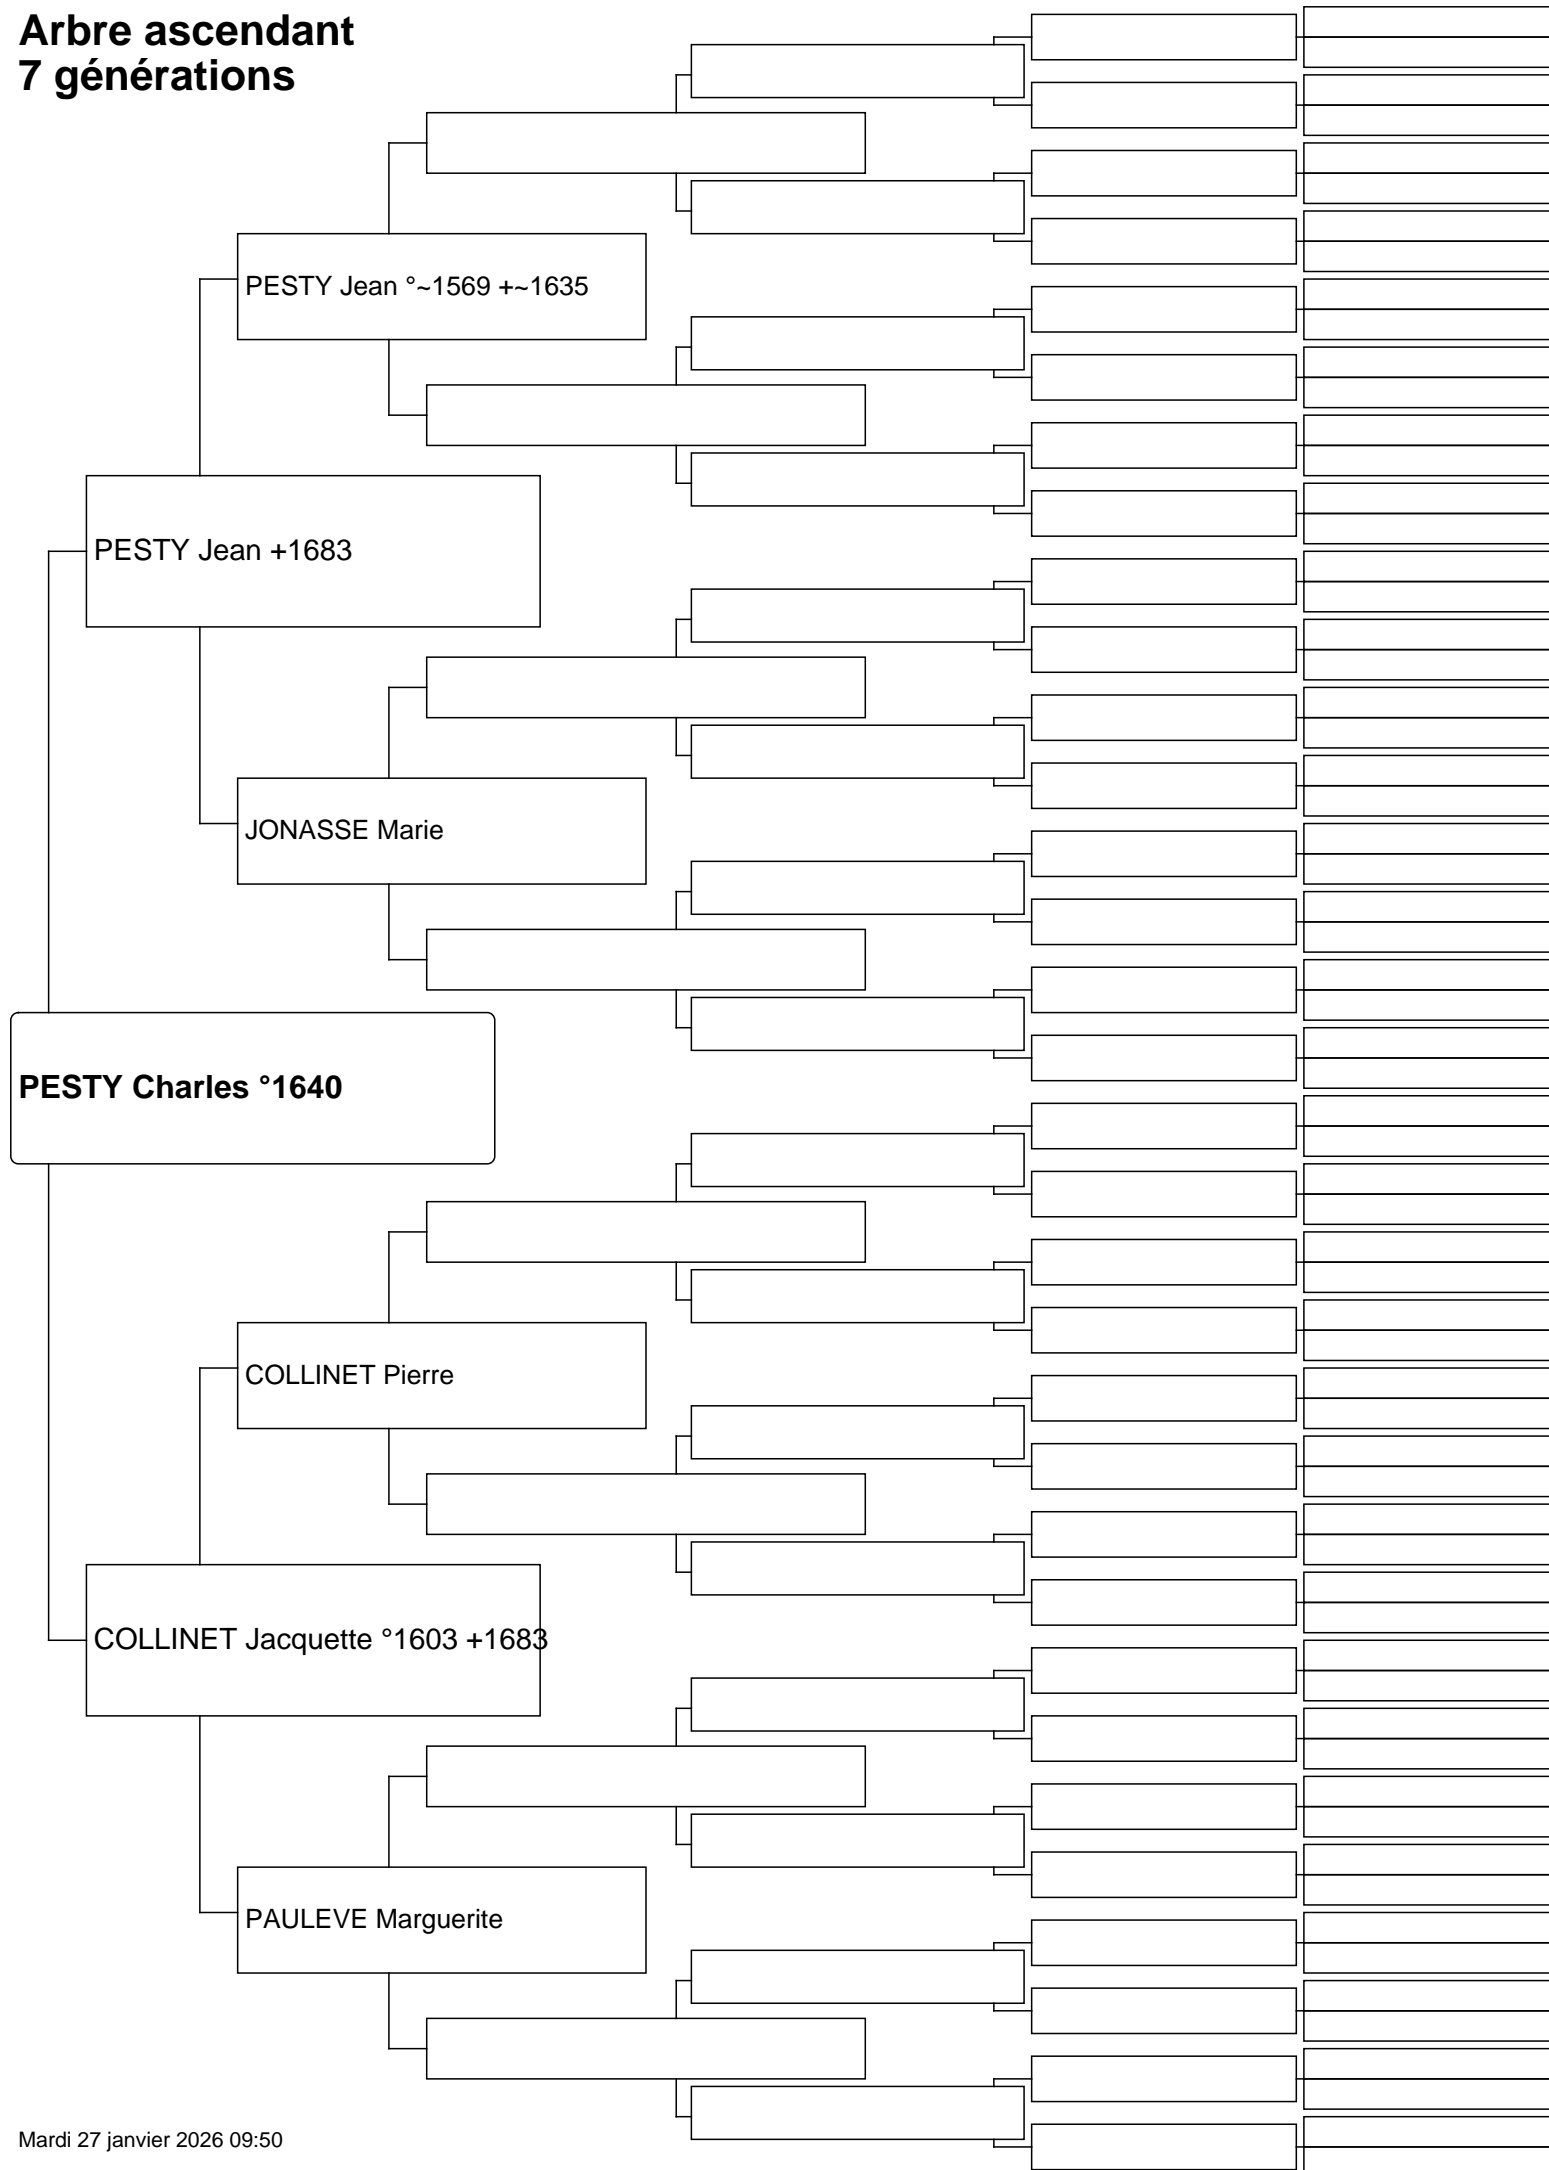 Arbre ascendant
7 générations
PESTY Jean °~1569 +~1635
PESTY Jean +1683
JONASSE Marie
PESTY Charles °1640
COLLINET Pierre
COLLINET Jacquette °1603 +1683
PAULEVE Marguerite
Mardi 27 janvier 2026 09:50